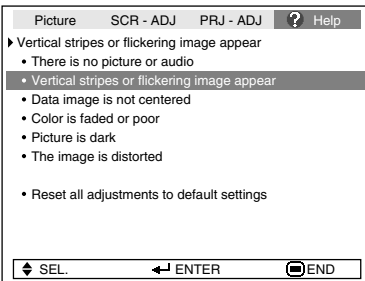 Picture SCR - ADJ PRJ - ADJ ? Help
Vertical stripes or flickering image appear
• There is no picture or audio
• Vertical stripes or flickering image appear
• Data image is not centered
• Color is faded or poor
• Picture is dark
• The image is distorted
• Reset all adjustments to default settings
SEL. ENTER END